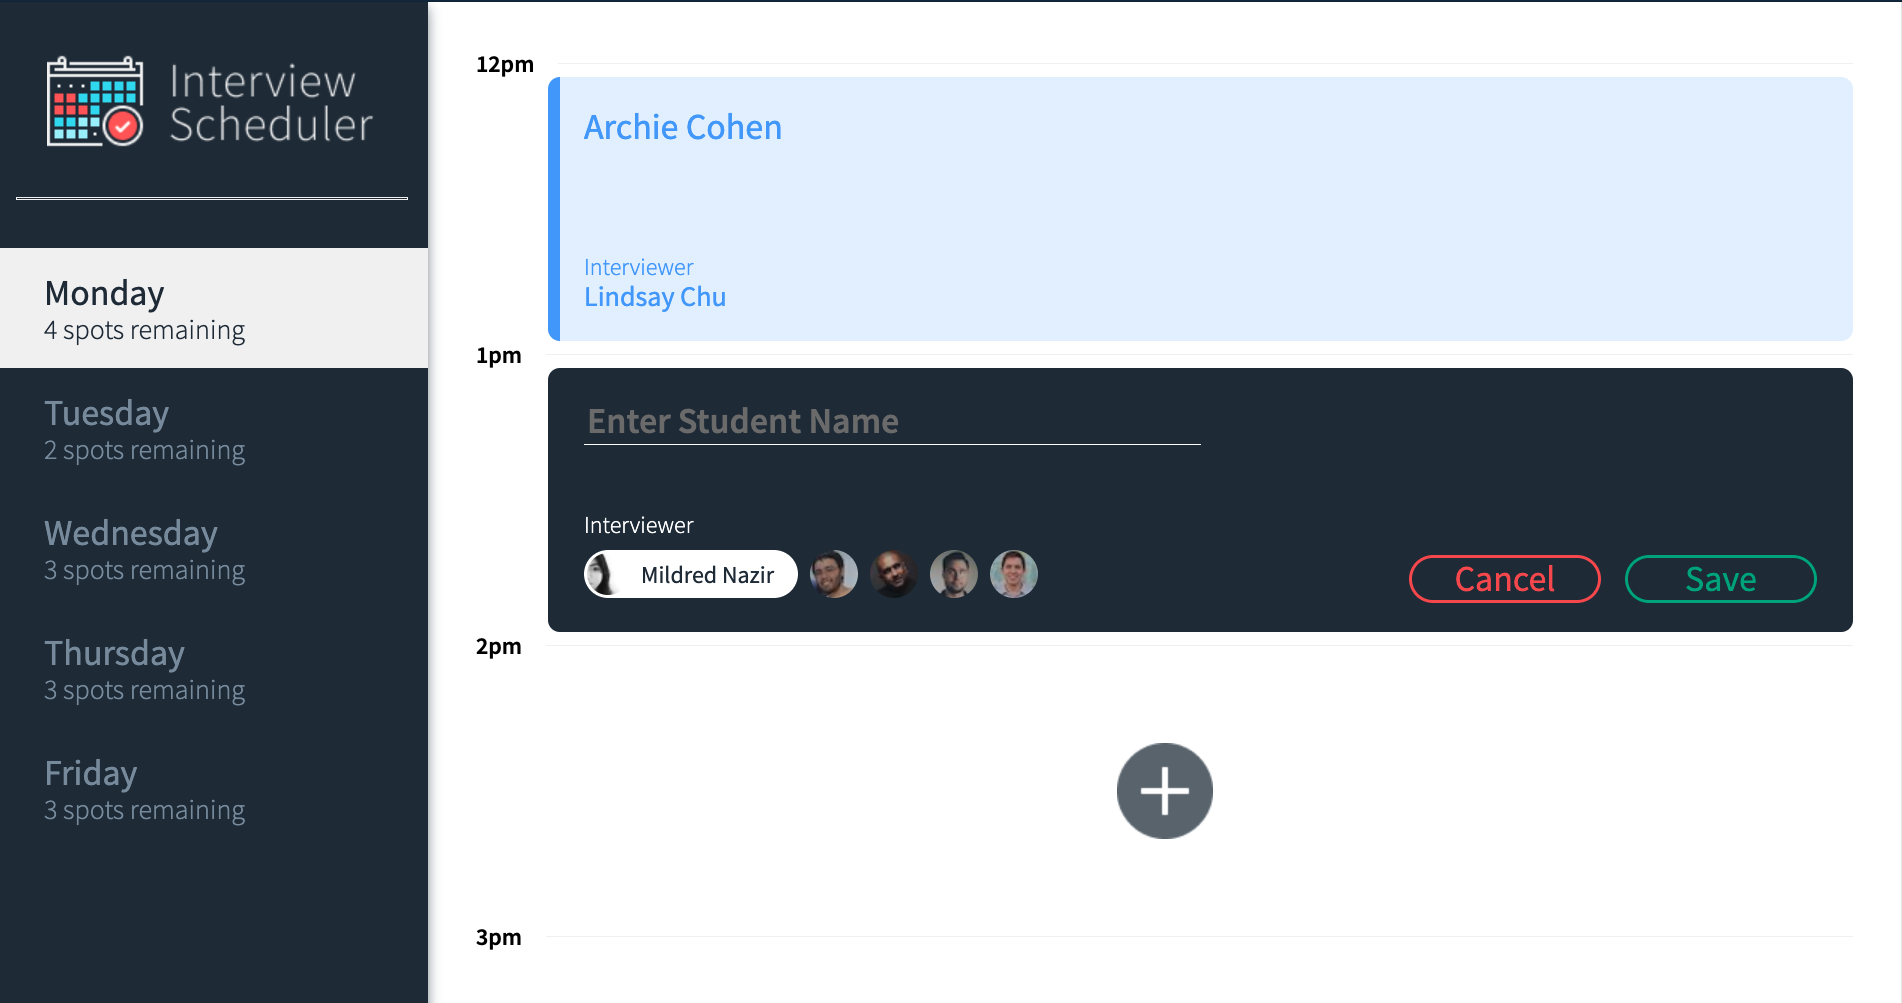 Interview
Scheduler
Monday
4 spots remaining
Tuesday
2 spots remaining
Wednesday
3 spots remaining
Thursday
3 spots remaining
Friday
3 spots remaining
12pm
Archie Cohen
Interviewer
Lindsay Chu
1pm
Enter Student Name
Interviewer
Mildred Nazir
Cancel
Save
2pm
3pm